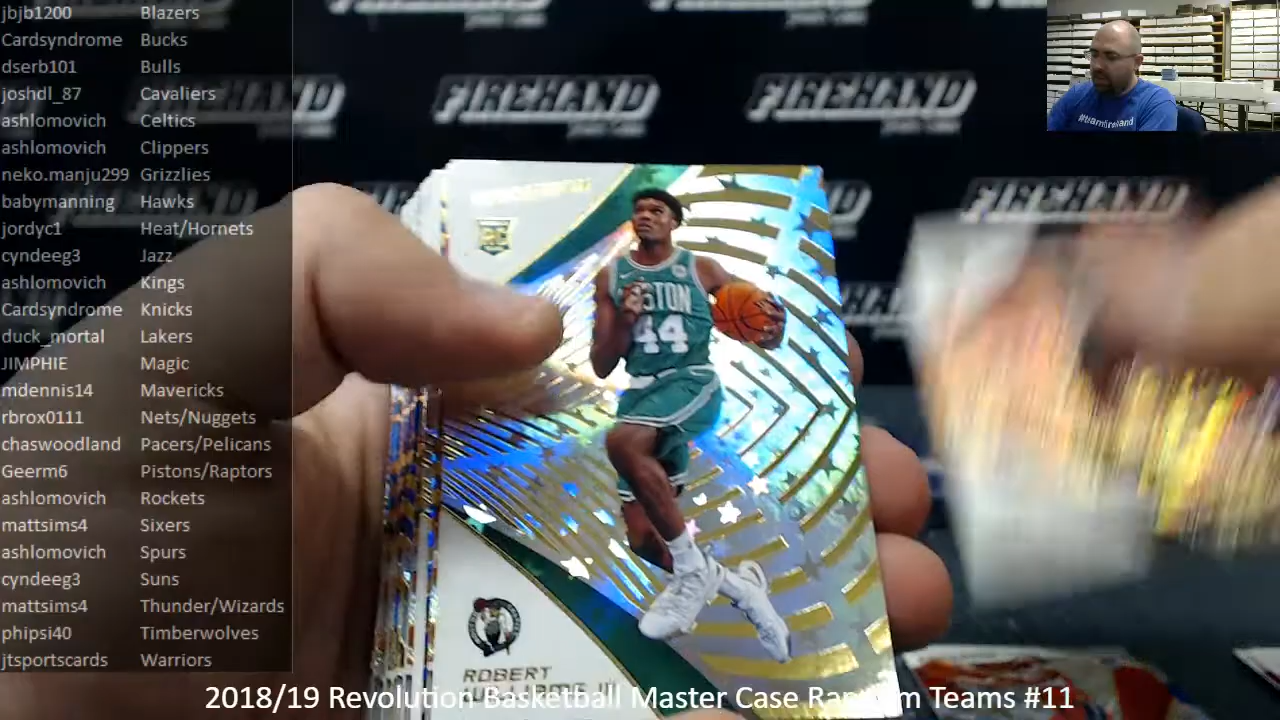 jbjb1200 Blazers
Cardsyndrome Bucks
dserb101 Bulls
joshdl_87 Cavaliers
ashlomovich Celtics
ashlomovich Clippers
neko.manju299 Grizzlies
babymanning Hawks
jordyc1 Heat/Hornets
cyndeeg3 Jazz
ashlomovich Kings
Cardsyndrome Knicks
duck_mortal Lakers
JIMPHIE Magic
mdennis14 Mavericks
rbrox0111 Nets/Nuggets
chaswoodland Pacers/Pelicans
Geerm6 Pistons/Raptors
ashlomovich Rockets
mattsims4 Sixers
ashlomovich Spurs
cyndeeg3 Suns
mattsims4 Thunder/Wizards
phipsi40 Timberwolves
jtsportscards Warriors
FIREHAND
FIREHAND
FIREHAND
#teamfirehand
BOSTON
44
ROBERT
2018/19 Revolution Basketball Master Case Random Teams #11